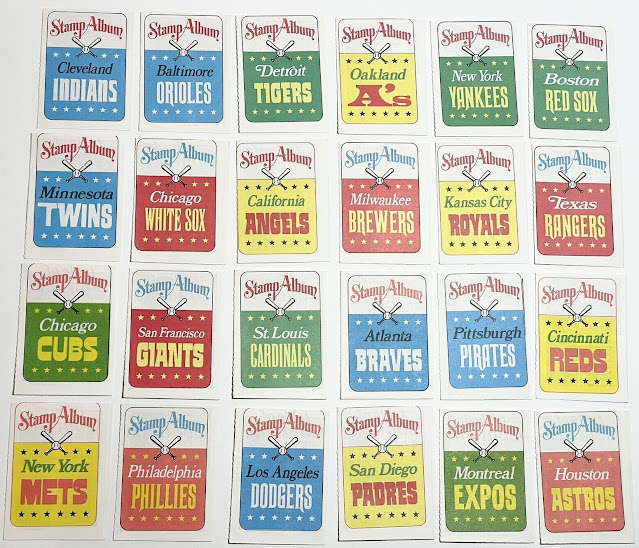 Stamp Album
Cleveland
INDIANS
Stamp Album
Baltimore
ORIOLES
Stamp Album
Detroit
TIGERS
Stamp Album
Oakland
A's
Stamp Album
New York
YANKEES
Stamp Album
Boston
RED SOX
Stamp Album
Minnesota
TWINS
Stamp Album
Chicago
WHITE SOX
Stamp Album
California
ANGELS
Stamp Album
Milwaukee
BREWERS
Stamp Album
Kansas City
ROYALS
Stamp Album
Texas
RANGERS
Stamp Album
Chicago
CUBS
Stamp Album
San Francisco
GIANTS
Stamp Album
St. Louis
CARDINALS
Stamp Album
Atlanta
BRAVES
Stamp Album
Pittsburgh
PIRATES
Stamp Album
Cincinnati
REDS
Stamp Album
New York
METS
Stamp Album
Philadelphia
PHILLIES
Stamp Album
Los Angeles
DODGERS
Stamp Album
San Diego
PADRES
Stamp Album
Montreal
EXPOS
Stamp Album
Houston
ASTROS